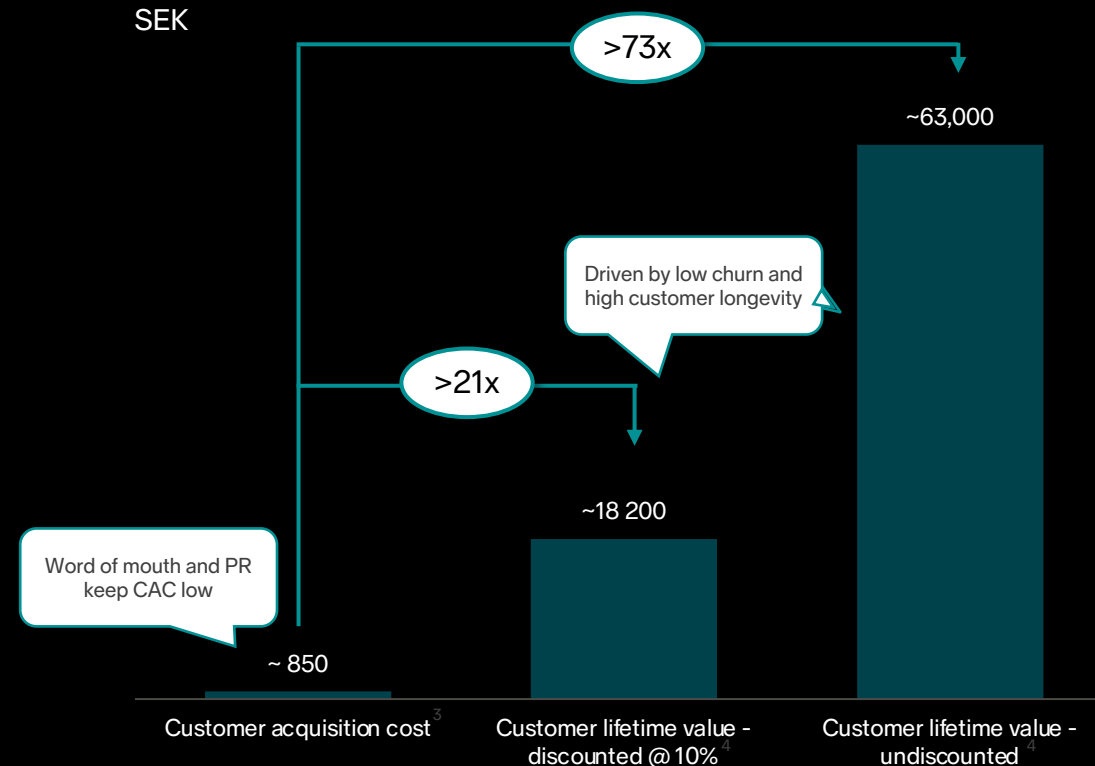 SEK
>73x
~63,000
Driven by low churn and
high customer longevity
>21x
~18 200
Word of mouth and PR
keep CAC low
~ 850
Customer acquisition cost 3
Customer lifetime value -
discounted @ 10% 4
Customer lifetime value -
undiscounted 4